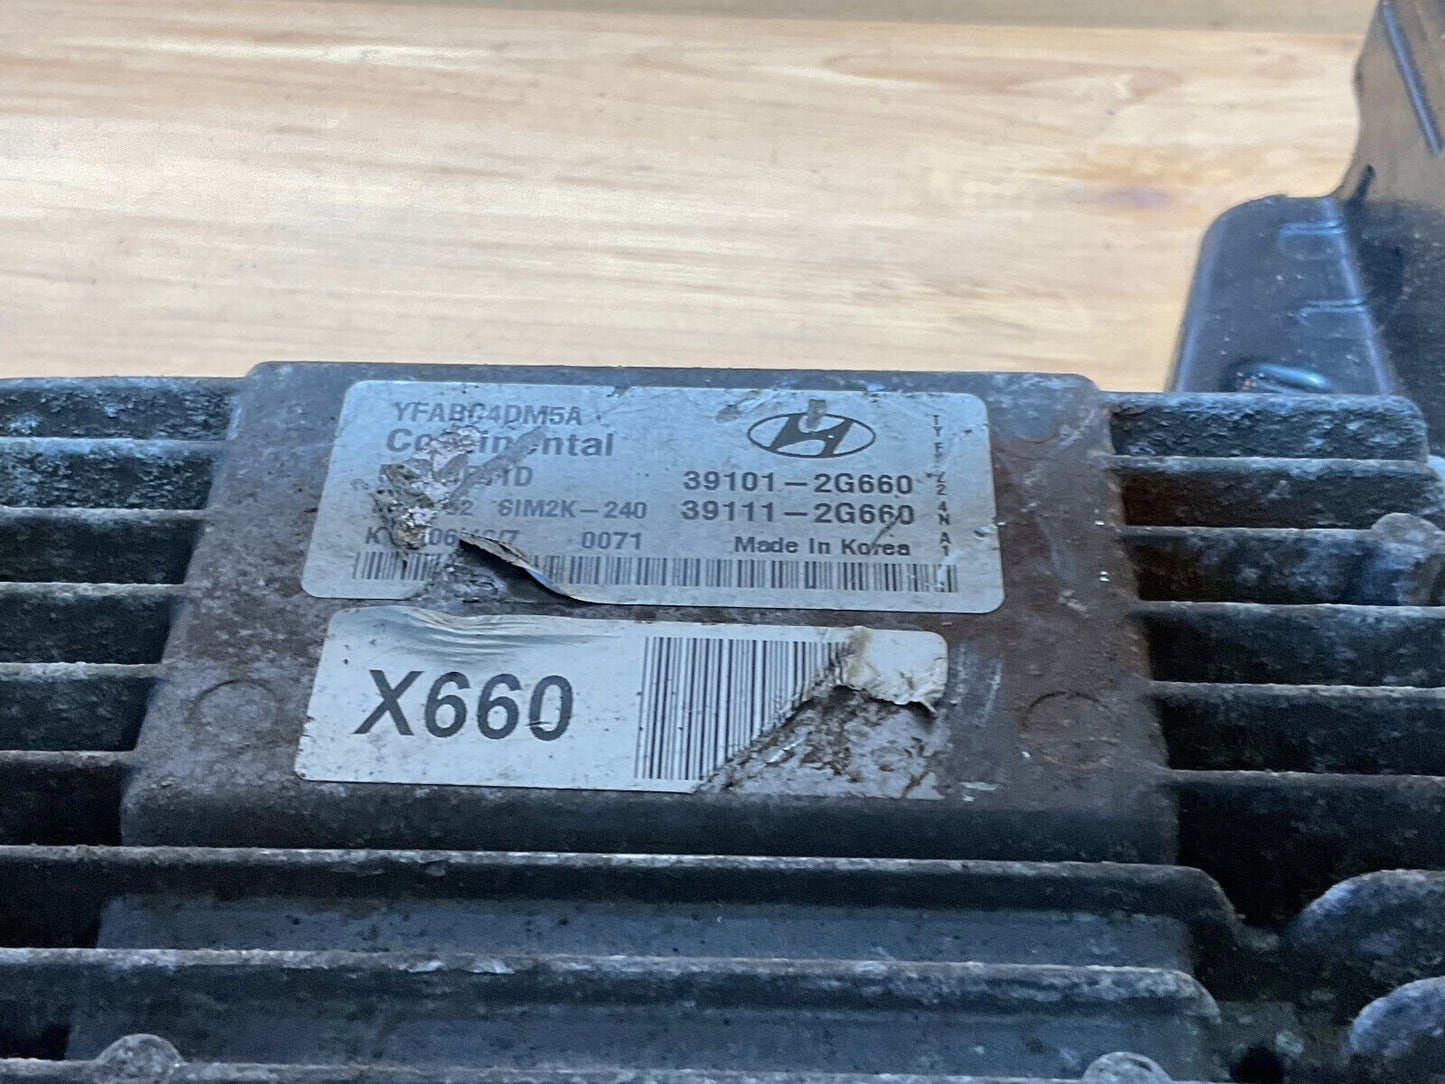 YFABC4DM5A
Continental
39101-2G660
SIM2K-240 39111-2G660
0071 Made In Korea
X660